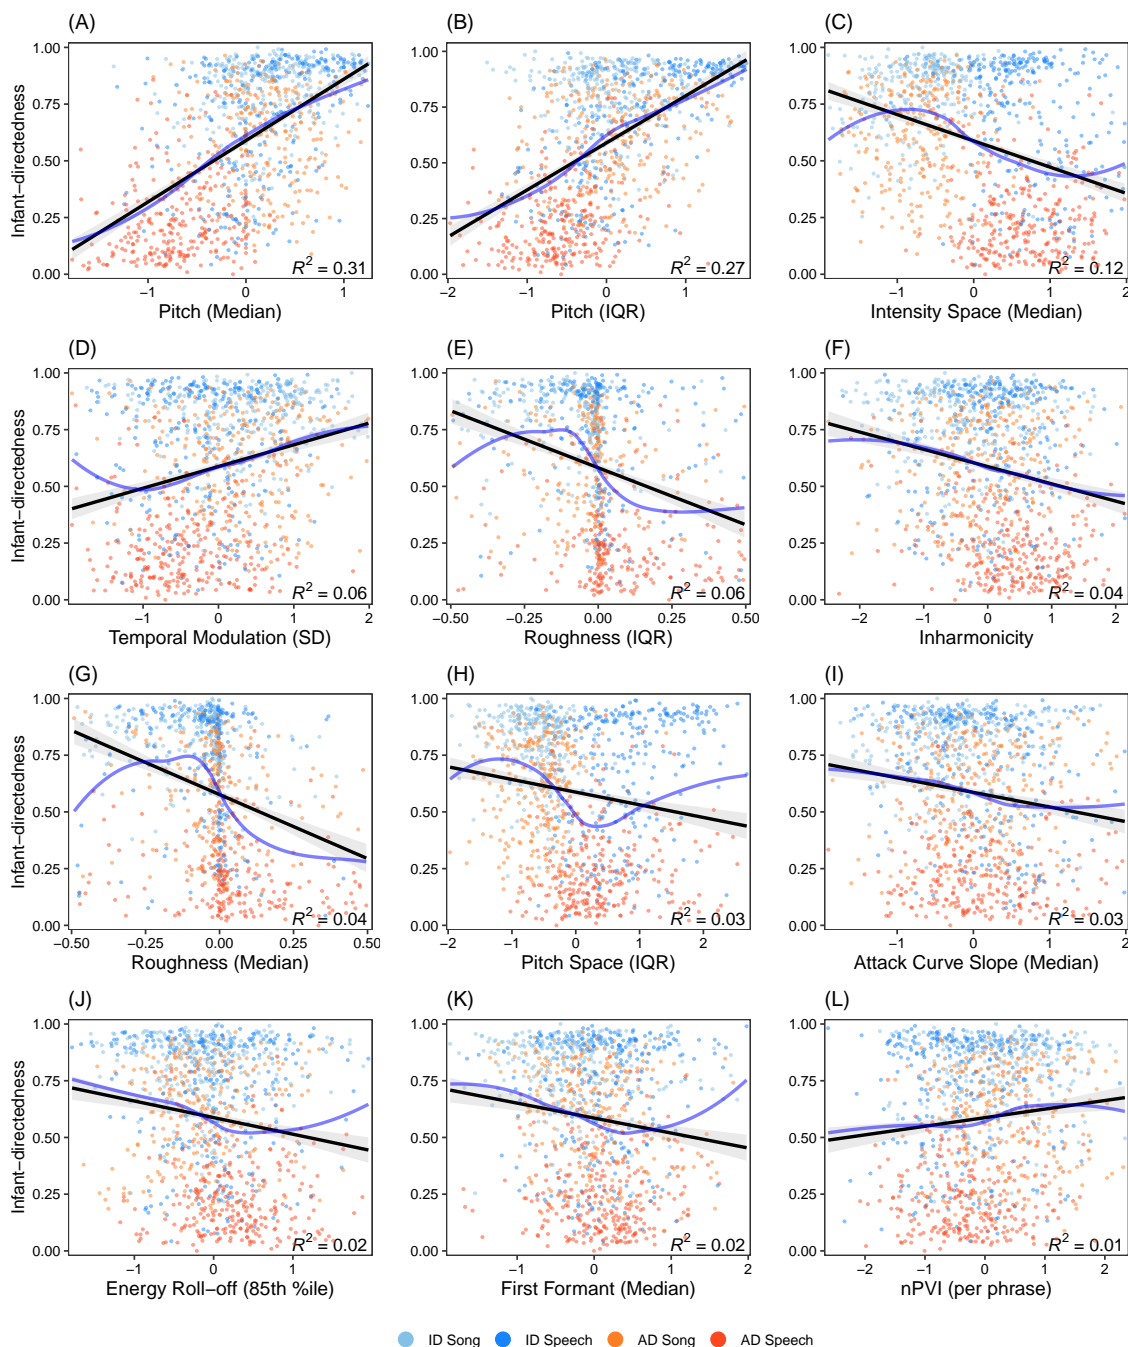 (A) (B) (C)
Infant−directedness
1.00 1.00 1.00
0.75 0.75 0.75
0.50 0.50 0.50
0.25 0.25 0.25
0.00 0.00 0.00
R² = 0.31 R² = 0.27 R² = 0.12
−1 0 1 −2 −1 0 1 −1 0 1 2
Pitch (Median) Pitch (IQR) Intensity Space (Median)
(D) (E) (F)
Infant−directedness
1.00 1.00 1.00
0.75 0.75 0.75
0.50 0.50 0.50
0.25 0.25 0.25
0.00 0.00 0.00
R² = 0.06 R² = 0.06 R² = 0.04
−1 0 1 2 −0.50 −0.25 0.00 0.25 0.50 −2 −1 0 1 2
Temporal Modulation (SD) Roughness (IQR) Inharmonicity
(G) (H) (I)
Infant−directedness
1.00 1.00 1.00
0.75 0.75 0.75
0.50 0.50 0.50
0.25 0.25 0.25
0.00 0.00 0.00
R² = 0.04 R² = 0.03 R² = 0.03
−0.50 −0.25 0.00 0.25 0.50 −2 −1 0 1 2 −1 0 1 2
Roughness (Median) Pitch Space (IQR) Attack Curve Slope (Median)
(J) (K) (L)
Infant−directedness
1.00 1.00 1.00
0.75 0.75 0.75
0.50 0.50 0.50
0.25 0.25 0.25
0.00 0.00 0.00
R² = 0.02 R² = 0.02 R² = 0.01
−1 0 1 −1 0 1 2 −2 −1 0 1 2
Energy Roll−off (85th %ile) First Formant (Median) nPVI (per phrase)
ID Song ID Speech AD Song AD Speech